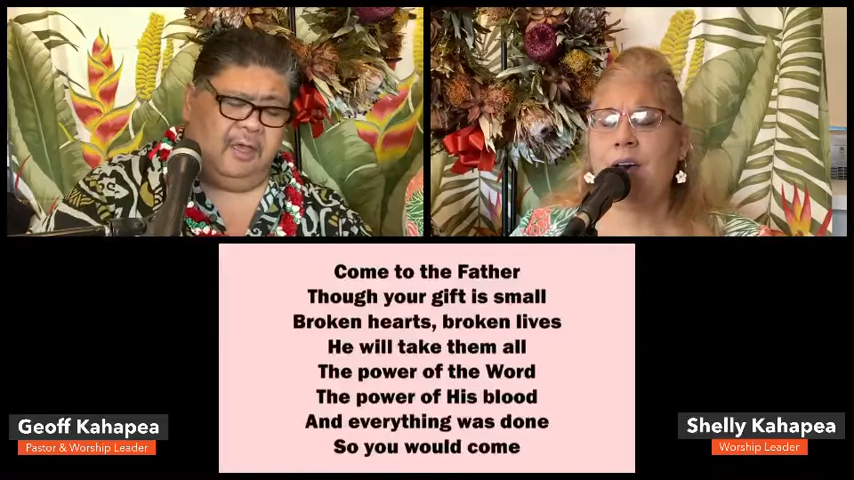 Come to the Father
Though your gift is small
Broken hearts, broken lives
He will take them all
The power of the Word
The power of His blood
And everything was done
So you would come
Geoff Kahapea
Pastor & Worship Leader
Shelly Kahapea
Worship Leader